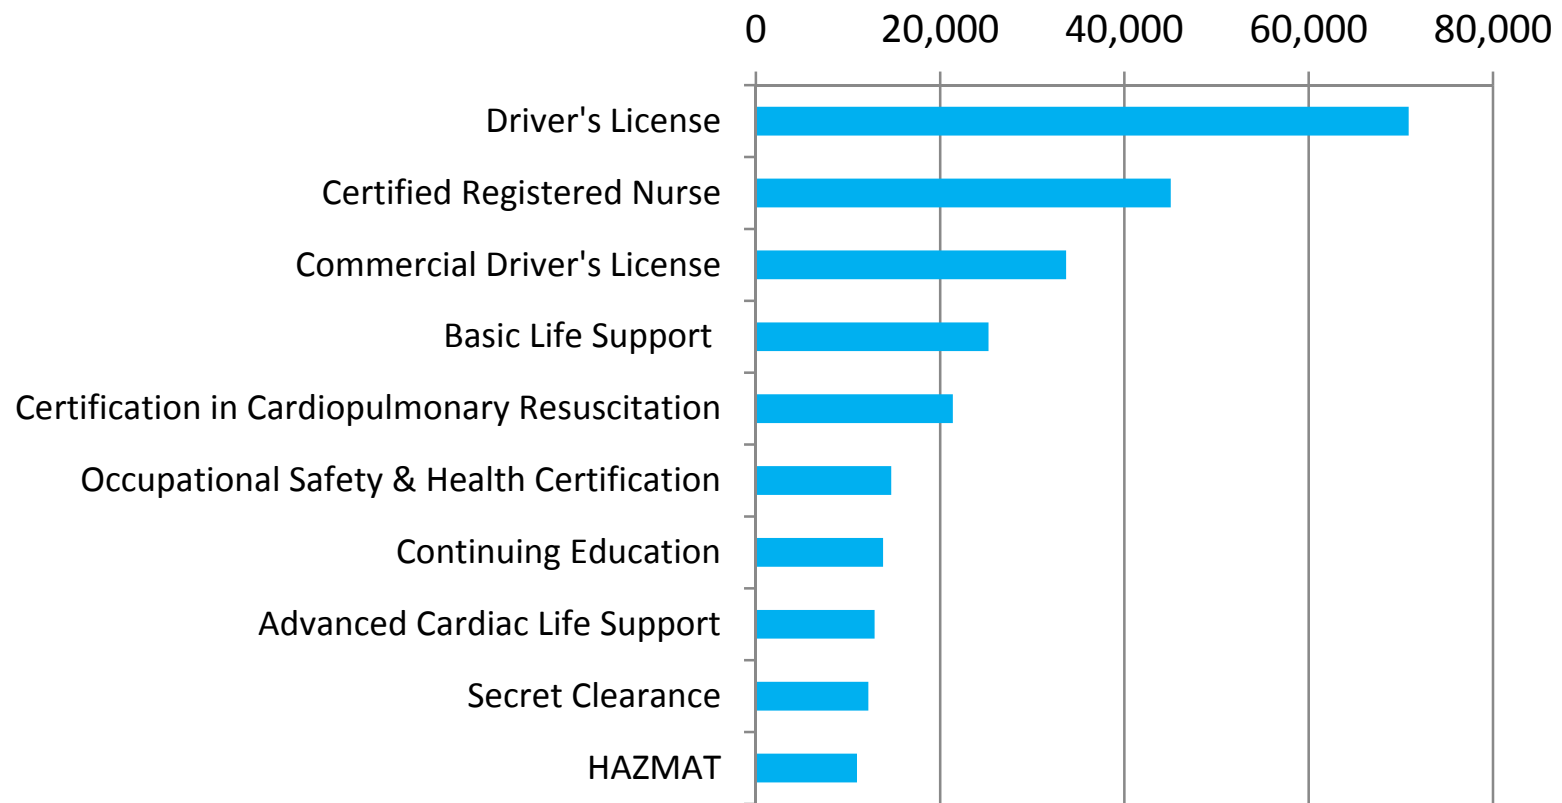 0 20,000 40,000 60,000 80,000
Driver's License
Certified Registered Nurse
Commercial Driver's License
Basic Life Support
Certification in Cardiopulmonary Resuscitation
Occupational Safety & Health Certification
Continuing Education
Advanced Cardiac Life Support
Secret Clearance
HAZMAT